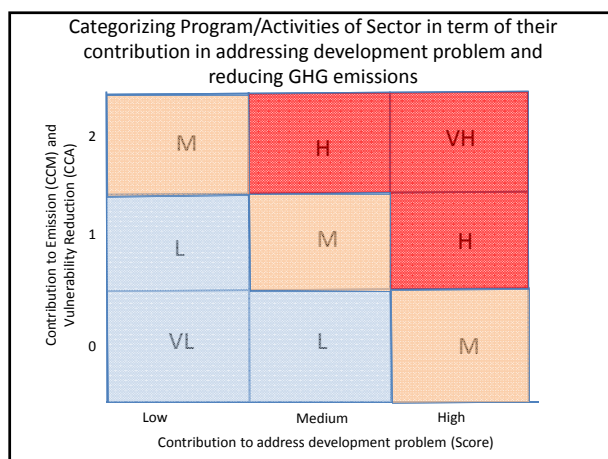 Categorizing Program/Activities of Sector in term of their
contribution in addressing development problem and
reducing GHG emissions
Contribution to Emission (CCM) and
Vulnerability Reduction (CCA)
2
M
H
VH
1
L
M
H
0
VL
L
M
Low
Medium
High
Contribution to address development problem (Score)